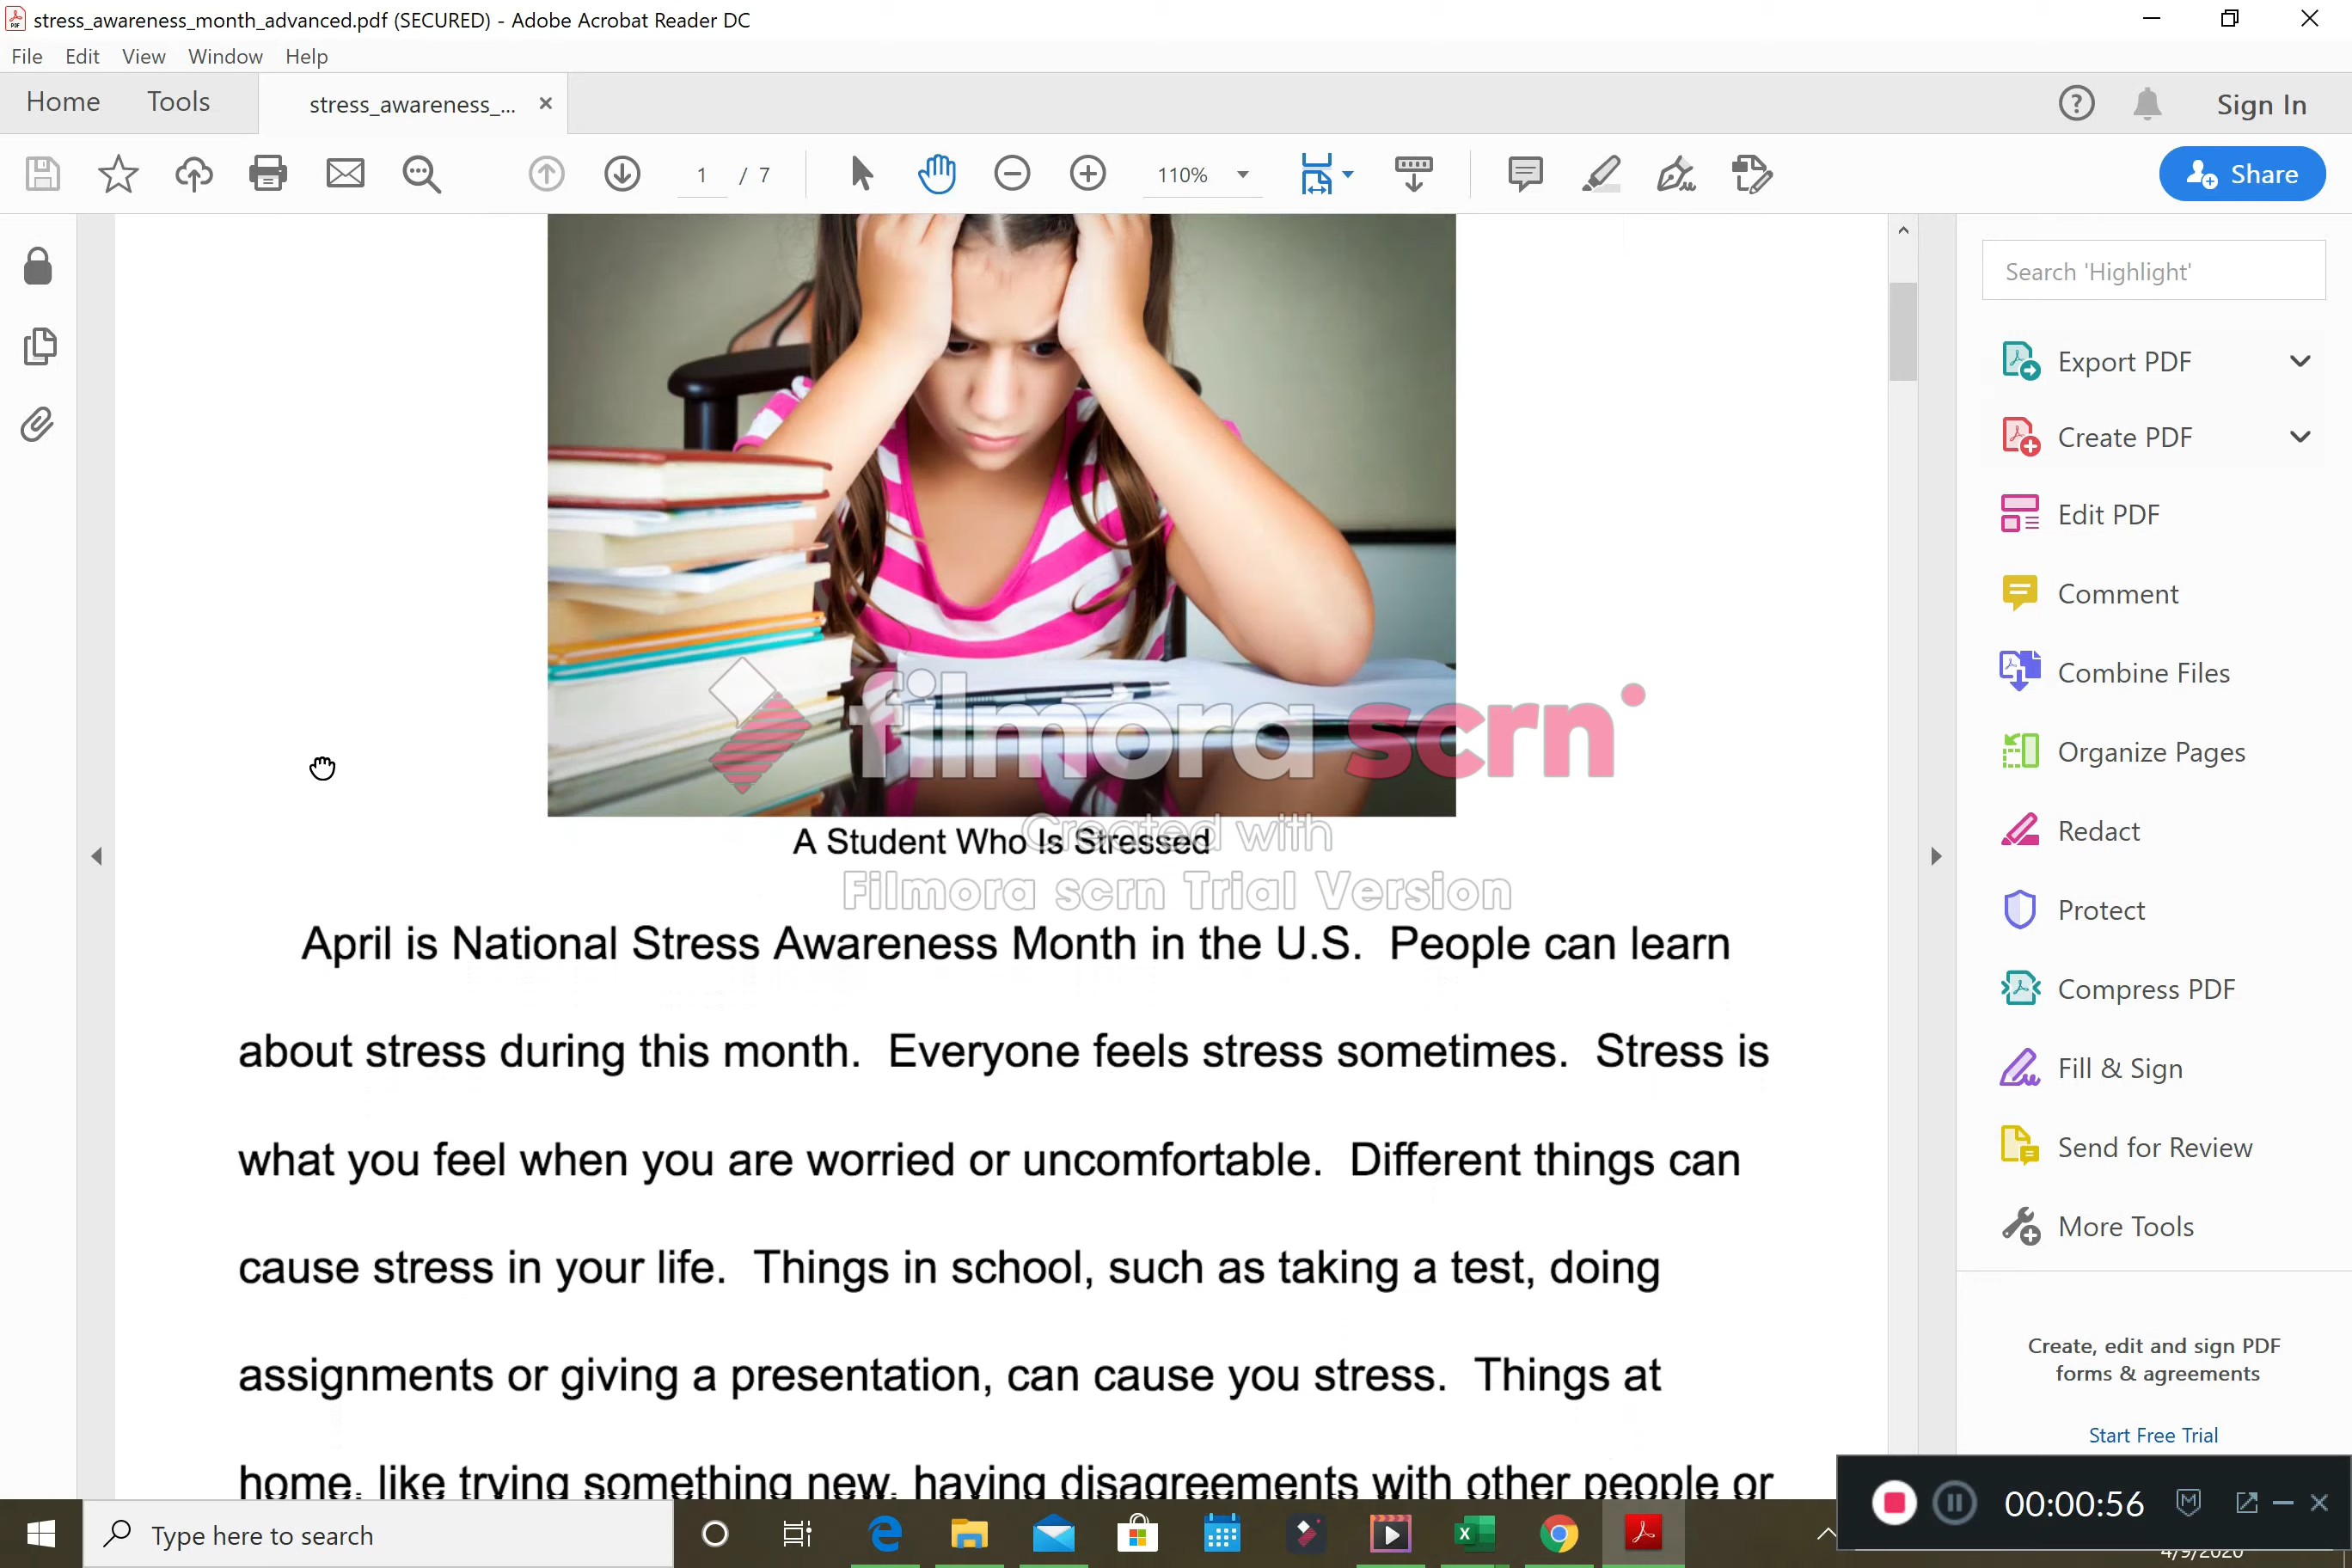 stress_awareness_month_advanced.pdf (SECURED) - Adobe Acrobat Reader DC
File Edit View Window Help
Home Tools stress_awareness_... Sign In
1 / 7 110% Share
Search 'Highlight'
Export PDF
Create PDF
Edit PDF
Comment
Combine Files
Organize Pages
Redact
Protect
Compress PDF
Fill & Sign
Send for Review
More Tools
Create, edit and sign PDF
forms & agreements
Start Free Trial
filmora scrn
Created with
Filmora scrn Trial Version
A Student Who Is Stressed
April is National Stress Awareness Month in the U.S. People can learn
about stress during this month. Everyone feels stress sometimes. Stress is
what you feel when you are worried or uncomfortable. Different things can
cause stress in your life. Things in school, such as taking a test, doing
assignments or giving a presentation, can cause you stress. Things at
home, like trying something new, having disagreements with other people or
Type here to search
00:00:56
4/9/2020